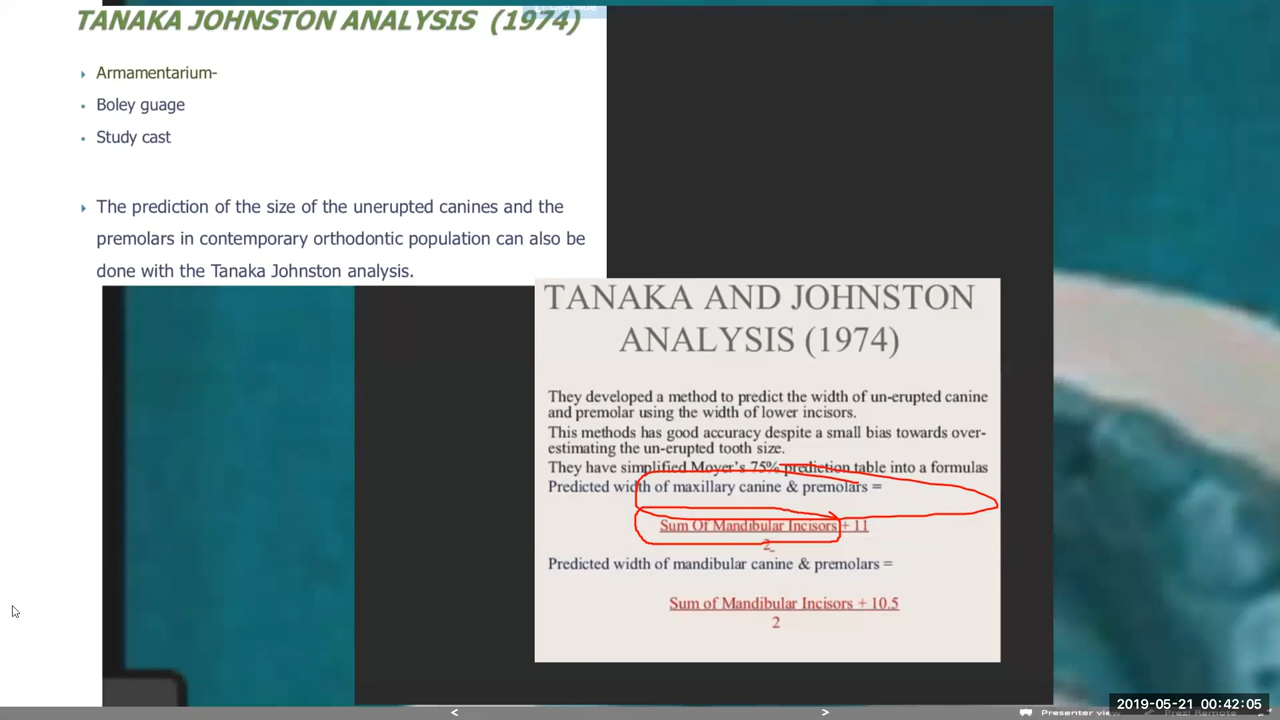 TANAKA JOHNSTON ANALYSIS (1974)
Armamentarium-
Boley guage
Study cast
The prediction of the size of the unerupted canines and the
premolars in contemporary orthodontic population can also be
done with the Tanaka Johnston analysis.
TANAKA AND JOHNSTON
ANALYSIS (1974)
They developed a method to predict the width of un-erupted canine
and premolar using the width of lower incisors.
This methods has good accuracy despite a small bias towards over-
estimating the un-erupted tooth size.
They have simplified Moyer's 75% prediction table into a formulas
Predicted width of maxillary canine & premolars =
Sum Of Mandibular Incisors + 11
2
Predicted width of mandibular canine & premolars =
Sum of Mandibular Incisors + 10.5
2
2019-05-21 00:42:05
< > Presenter view Prezi Remote